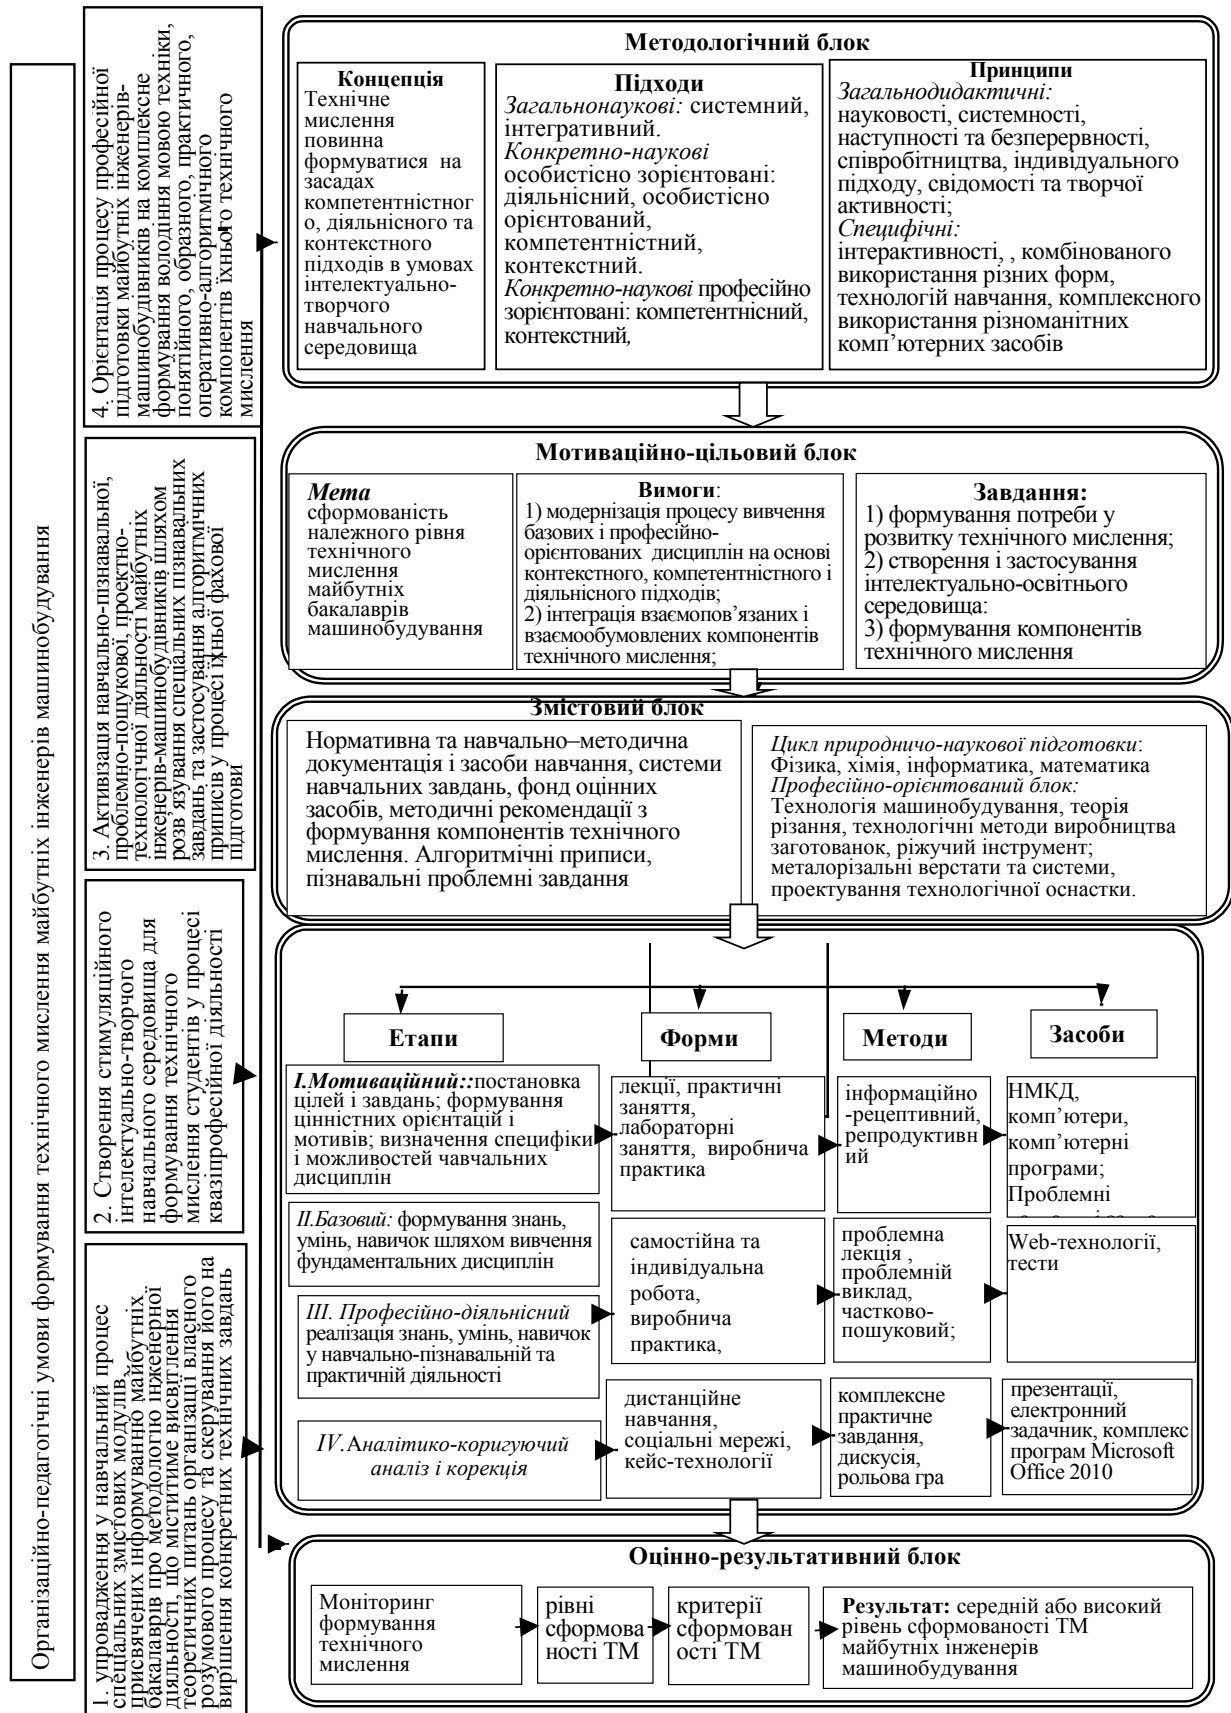 Організаційно-педагогічні умови формування технічного мислення майбутніх інженерів машинобудування
4. Орієнтація процесу професійної
підготовки майбутніх інженерів-
машинобудівників на комплексне
формування володіння мовою техніки,
понятійного, образного, практичного,
оперативно-алгоритмічного
компонентів їхнього технічного
мислення
3. Активізація навчально-пізнавальної,
проблемно-пошукової, проектно-
технологічної діяльності майбутніх
інженерів-машинобудівників шляхом
розв’язування спеціальних пізнавальних
завдань та застосування алгоритмічних
приписів у процесі їхньої фахової
підготови
2. Створення стимуляційного
інтелектуально-творчого
навчального середовища для
формування технічного
мислення студентів у процесі
квазіпрофесійної діяльності
1. упровадження у навчальний процес
спеціальних змістових модулів,
присвячених інформуванню майбутніх
бакалаврів про методологію інженерної
діяльності, що міститиме висвітлення
теоретичних питань організації власного
розумового процесу та скерування його на
вирішення конкретних технічних завдань
Методологічний блок
Концепція
Технічне
мислення
повинна
формуватися на
засадах
компетентністног
о, діяльнісного та
контекстного
підходів в умовах
інтелектуально-
творчого
навчального
середовища
Підходи
Загальнонаукові: системний,
інтегративний.
Конкретно-наукові
особистісно зорієнтовані:
діяльнісний, особистісно
орієнтований,
компетентністний,
контекстний.
Конкретно-наукові професійно
зорієнтовані: компетентнісний,
контекстний,
Принципи
Загальнодидактичні:
науковості, системності,
наступності та безперервності,
співробітництва, індивідуального
підходу, свідомості та творчої
активності;
Специфічні:
інтерактивності, , комбінованого
використання різних форм,
технологій навчання, комплексного
використання різноманітних
комп’ютерних засобів
Мотиваційно-цільовий блок
Мета
сформованість
належного рівня
технічного
мислення
майбутніх
бакалаврів
машинобудування
Вимоги:
1) модернізація процесу вивчення
базових і професійно-
орієнтованих дисциплін на основі
контекстного, компетентністного і
діяльнісного підходів;
2) інтеграція взаємопов’язаних і
взаємообумовлених компонентів
технічного мислення;
Завдання:
1) формування потреби у
розвитку технічного мислення;
2) створення і застосування
інтелектуально-освітнього
середовища:
3) формування компонентів
технічного мислення
Змістовий блок
Нормативна та навчально–методична
документація і засоби навчання, системи
навчальних завдань, фонд оцінних
засобів, методичні рекомендації з
формування компонентів технічного
мислення. Алгоритмічні приписи,
пізнавальні проблемні завдання
Цикл природничо-наукової підготовки:
Фізика, хімія, інформатика, математика
Професійно-орієнтований блок:
Технологія машинобудування, теорія
різання, технологічні методи виробництва
заготованок, ріжучий інструмент;
металорізальні верстати та системи,
проектування технологічної оснастки.
Етапи
Форми
Методи
Засоби
I.Мотиваційний::постановка
цілей і завдань; формування
цінністних орієнтацій і
мотивів; визначення специфіки
і можливостей чавчальних
дисциплін
лекції, практичні
заняття,
лабораторні
заняття, виробнича
практика
інформаційно
-рецептивний,
репродуктивн
ий
НМКД,
комп’ютери,
комп’ютерні
програми;
Проблемні
II.Базовий: формування знань,
умінь, навичок шляхом вивчення
фундаментальних дисциплін
III. Професійно-діяльнісний
реалізація знань, умінь, навичок
у навчально-пізнавальній та
практичній діяльності
самостійна та
індивідуальна
робота,
виробнича
практика,
проблемна
лекція ,
проблемній
виклад,
частково-
пошуковий;
Web-технології,
тести
IV.Аналітико-коригуючий
аналіз і корекція
дистанційне
навчання,
соціальні мережі,
кейс-технології
комплексне
практичне
завдання,
дискусія,
рольова гра
презентації,
електронний
задачник, комплекс
програм Microsoft
Office 2010
Оцінно-результативний блок
Моніторинг
формування
технічного
мислення
рівні
сформова
ності ТМ
критерії
сформован
ості ТМ
Результат: середній або високий
рівень сформованості ТМ
майбутніх інженерів
машинобудування